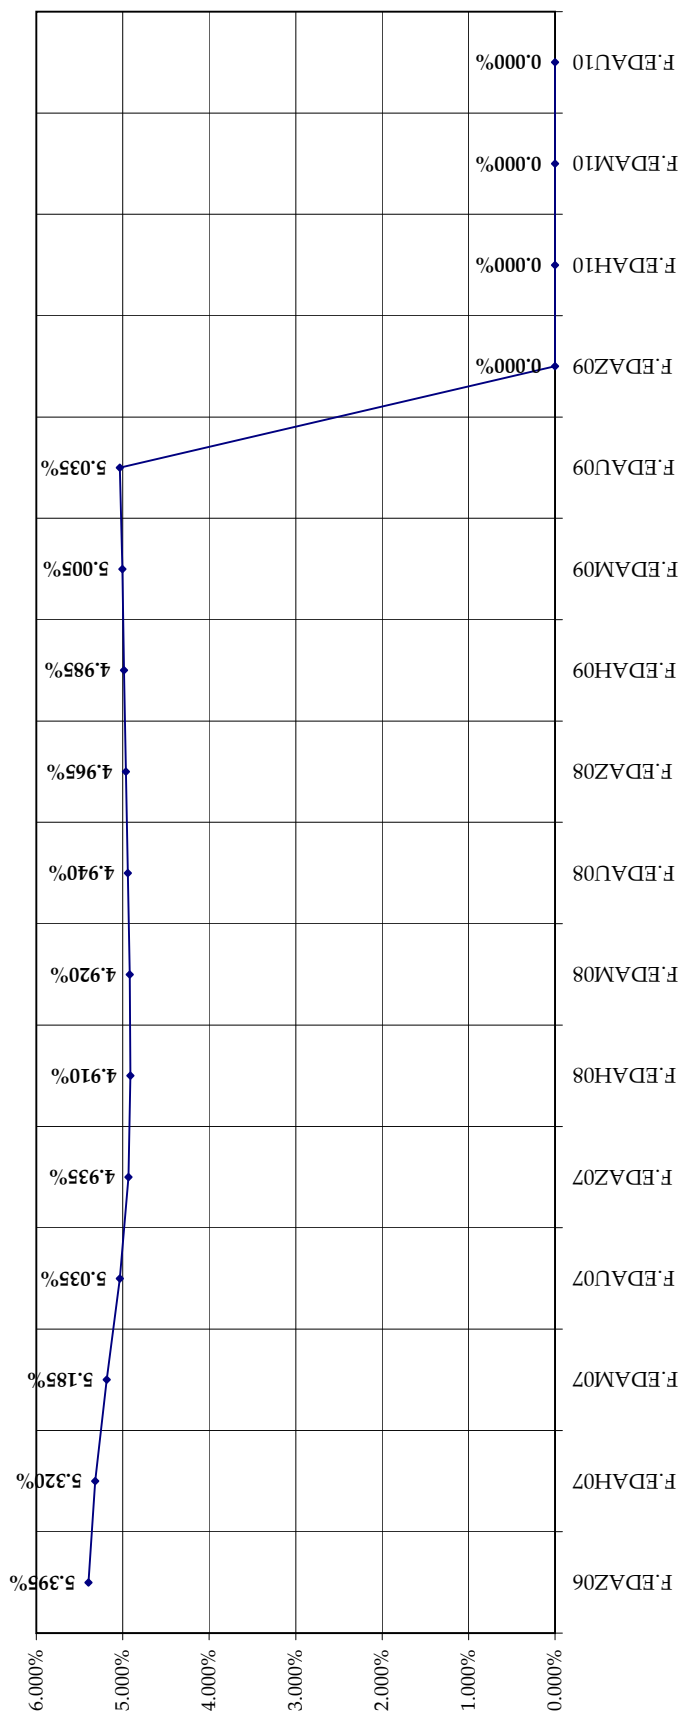 6.000%
5.000%
4.000%
3.000%
2.000%
1.000%
0.000%
5.395%
5.320%
5.185%
5.035%
4.935%
4.910%
4.920%
4.940%
4.965%
4.985%
5.005%
5.035%
0.000%
0.000%
0.000%
0.000%
F.EDAZ06
F.EDAH07
F.EDAM07
F.EDAU07
F.EDAZ07
F.EDAH08
F.EDAM08
F.EDAU08
F.EDAZ08
F.EDAH09
F.EDAM09
F.EDAU09
F.EDAZ09
F.EDAH10
F.EDAM10
F.EDAU10